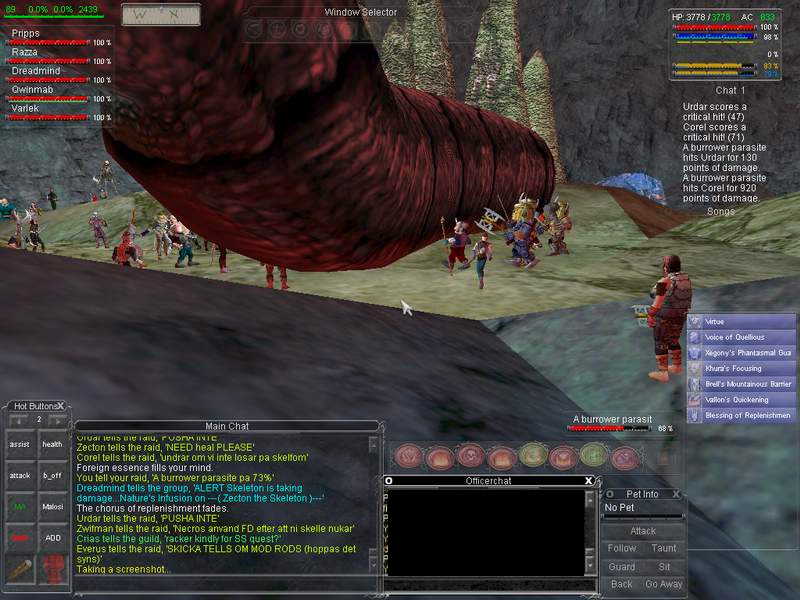 89 0.0% 0.0% 2439
W N
Window Selector
HP: 3778 / 3778 AC 833
100 %
98 %
0 %
83 %
Pripps
100 %
Razza
100 %
Dreadmind
100 %
Qwinmab
100 %
Varlek
100 %
Chat 1
Urdar scores a
critical hit! (47)
Corel scores a
critical hit! (71)
A burrower parasite
hits Urdar for 130
points of damage.
A burrower parasite
hits Corel for 920
points of damage.
Songs
Virtue
Voice of Quellious
Xegony's Phantasmal Gua
Khura's Focusing
Brell's Mountainous Barrier
Vallon's Quickening
Blessing of Replenishmen
A burrower parasit
68 %
Hot Buttons X
2
assist health
attack b_off
Malosi
ADD
Main Chat
Urdar tells the raid, 'PUSHA INTE'
Zecton tells the raid, 'NEED heal PLEASE'
Corel tells the raid, 'undrar om vi inte losar pa skelfom'
Foreign essence fills your mind.
You tell your raid, 'A burrower parasite pa 73%'
Dreadmind tells the group, 'ALERT Skeleton is taking
damage...Nature's Infusion on ---( Zecton the Skeleton )---'
The chorus of replenishment fades.
Urdar tells the raid, 'PUSHA INTE'
Zwifman tells the raid, 'Necros anvand FD efter att ni skelle nukar'
Crias tells the guild, 'racker kindly for SS quest?'
Everus tells the raid, 'SKICKA TELLS OM MOD RODS (hoppas det
syns)'
Taking a screenshot...
O Officerchat X
O Pet Info X
No Pet
Attack
Follow Taunt
Guard Sit
Back Go Away